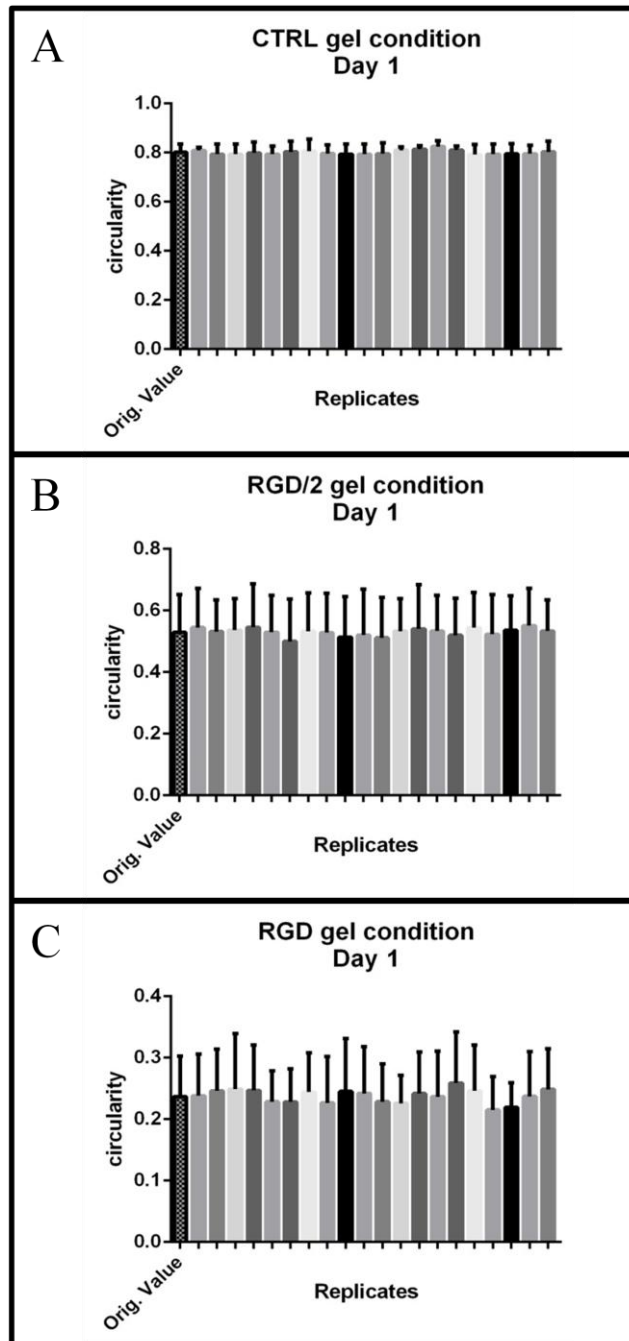 A
CTRL gel condition
Day 1
circularity
1.0
0.8
0.6
0.4
0.2
0.0
Orig. Value
Replicates
B
RGD/2 gel condition
Day 1
circularity
0.8
0.6
0.4
0.2
0.0
Orig. Value
Replicates
C
RGD gel condition
Day 1
circularity
0.4
0.3
0.2
0.1
0.0
Orig. Value
Replicates